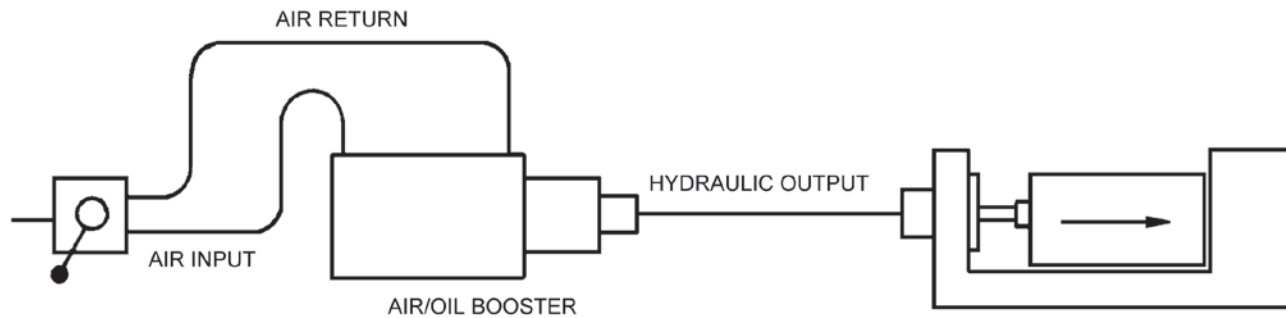 AIR RETURN
HYDRAULIC OUTPUT
AIR INPUT
AIR/OIL BOOSTER